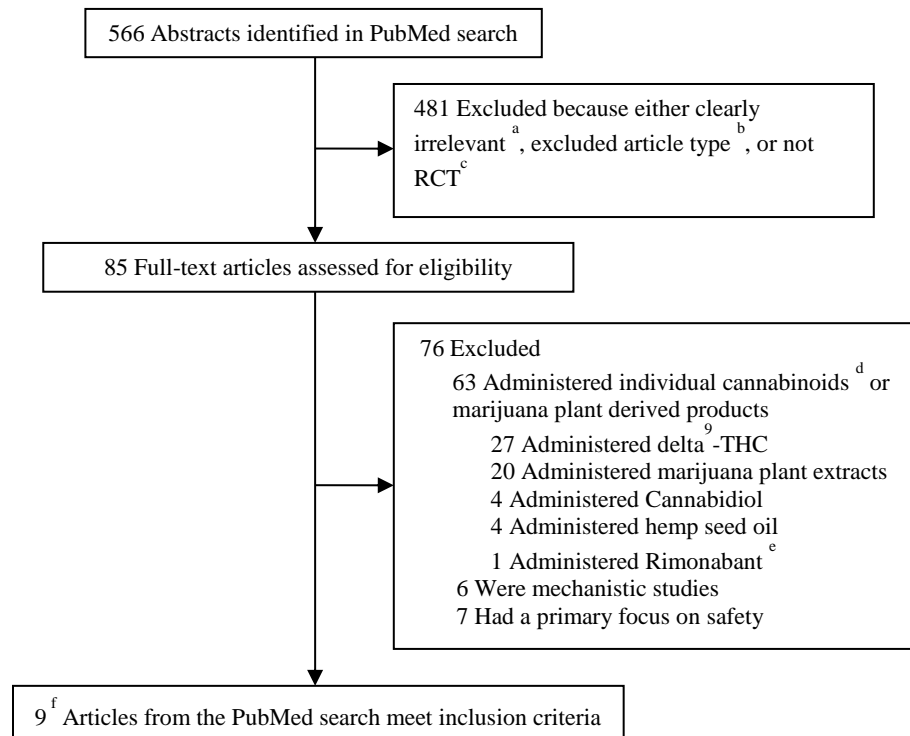 566 Abstracts identified in PubMed search
481 Excluded because either clearly
irrelevant a, excluded article type b, or not
RCT c
85 Full-text articles assessed for eligibility
76 Excluded
63 Administered individual cannabinoids d or
marijuana plant derived products
27 Administered delta9-THC
20 Administered marijuana plant extracts
4 Administered Cannabidiol
4 Administered hemp seed oil
1 Administered Rimonabant e
6 Were mechanistic studies
7 Had a primary focus on safety
9 f Articles from the PubMed search meet inclusion criteria